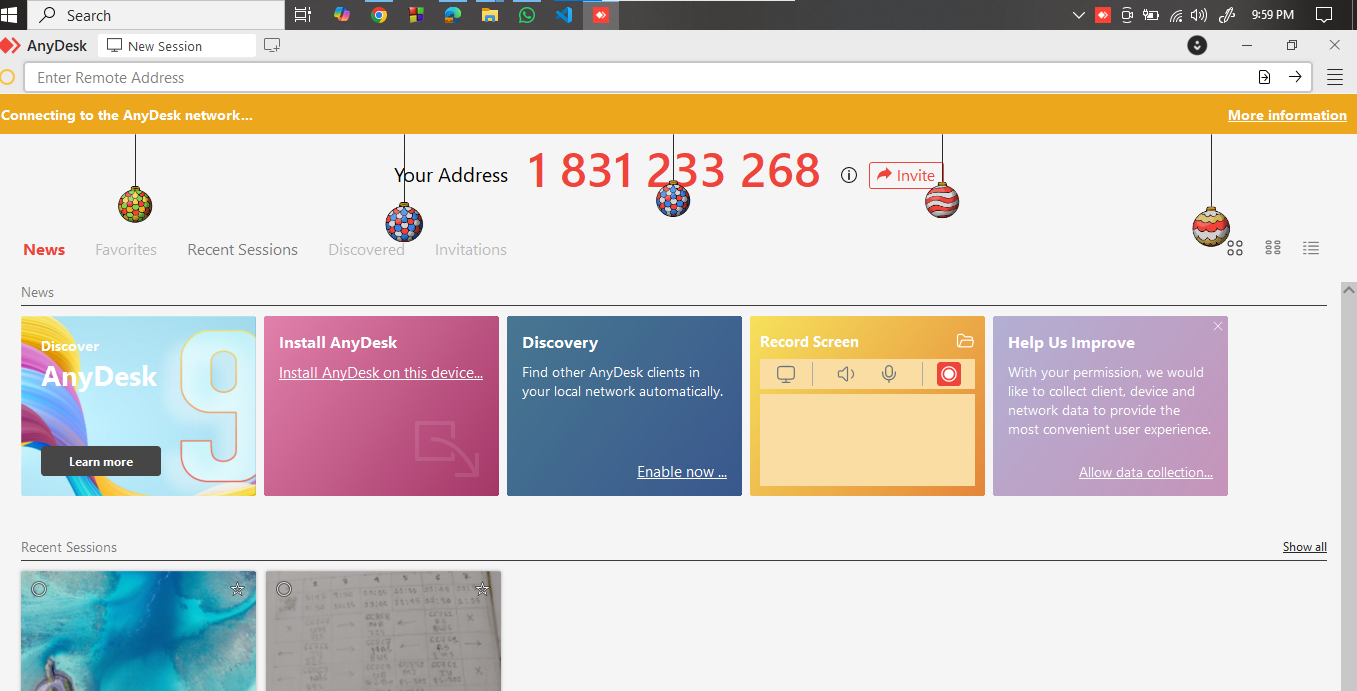 Search
9:59 PM
AnyDesk
New Session
Enter Remote Address
Connecting to the AnyDesk network...
More information
Your Address
1 831 233 268
Invite
News
Favorites
Recent Sessions
Discovered
Invitations
News
Discover
AnyDesk
9
Learn more
Install AnyDesk
Install AnyDesk on this device...
Discovery
Find other AnyDesk clients in
your local network automatically.
Enable now ...
Record Screen
Help Us Improve
With your permission, we would
like to collect client, device and
network data to provide the
most convenient user experience.
Allow data collection...
Recent Sessions
Show all